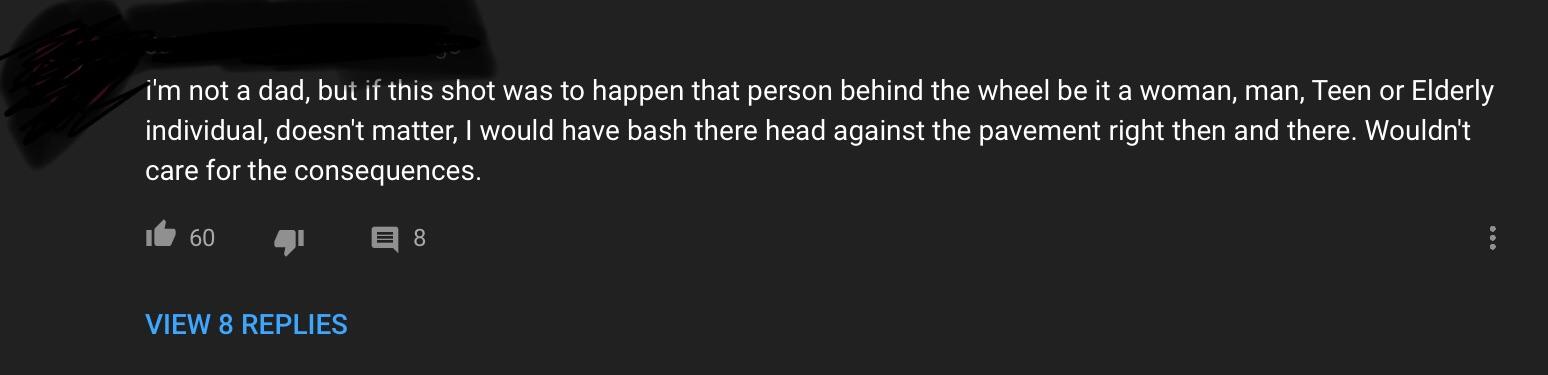 i'm not a dad, but if this shot was to happen that person behind the wheel be it a woman, man, Teen or Elderly
individual, doesn't matter, I would have bash there head against the pavement right then and there. Wouldn't
care for the consequences.
60
8
VIEW 8 REPLIES